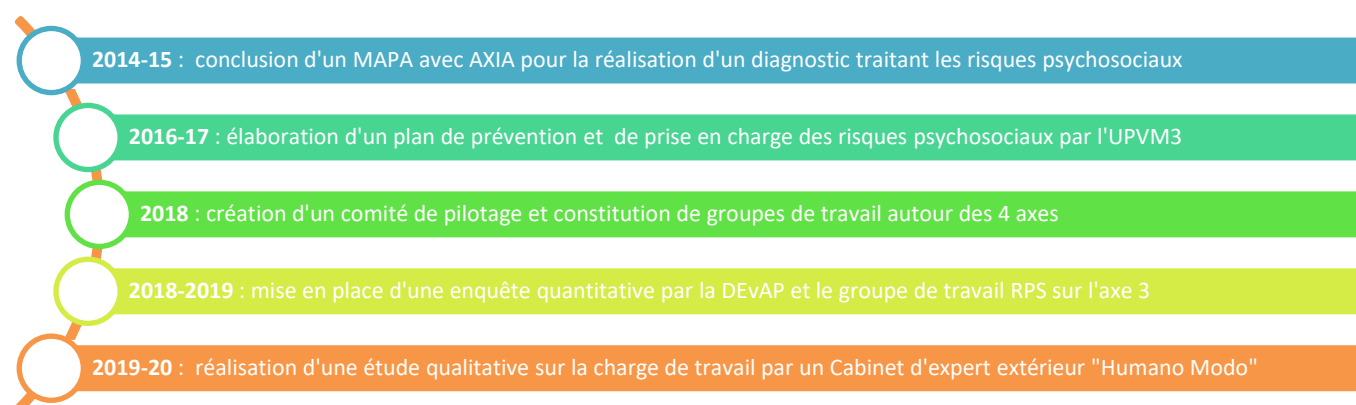 2014-15 : conclusion d'un MAPA avec AXIA pour la réalisation d'un diagnostic traitant les risques psychosociaux
2016-17 : élaboration d'un plan de prévention et de prise en charge des risques psychosociaux par l'UPVM3
2018 : création d'un comité de pilotage et constitution de groupes de travail autour des 4 axes
2018-2019 : mise en place d'une enquête quantitative par la DEvAP et le groupe de travail RPS sur l'axe 3
2019-20 : réalisation d'une étude qualitative sur la charge de travail par un Cabinet d'expert extérieur "Humano Modo"